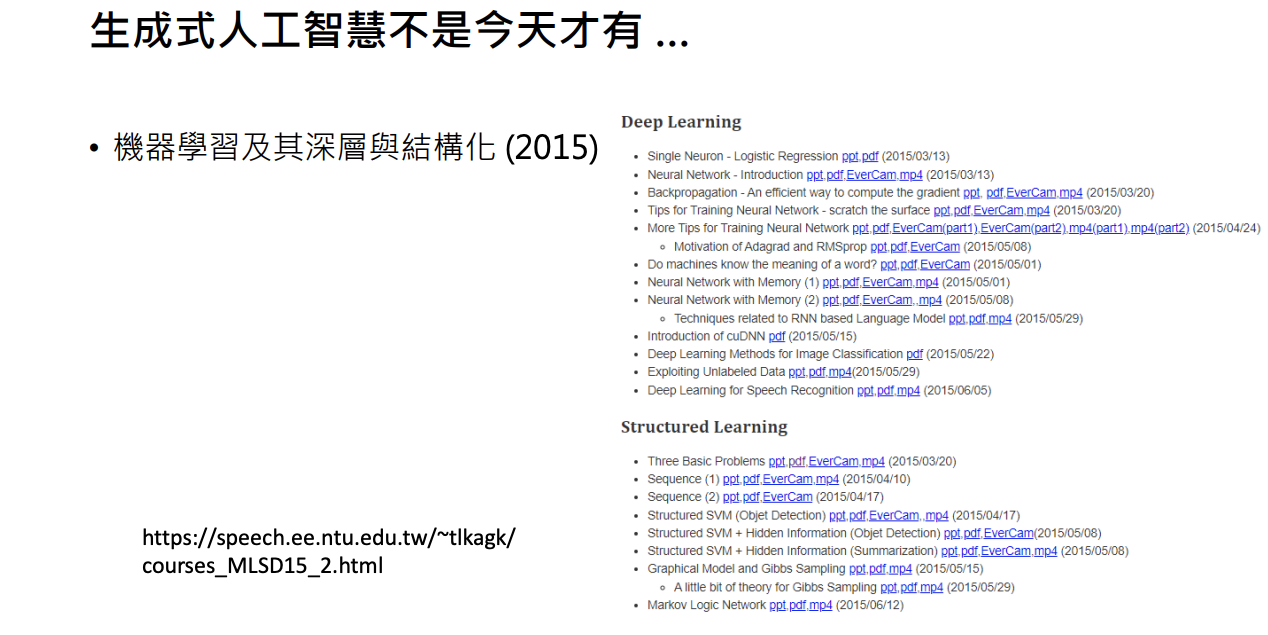 生成式人工智慧不是今天才有 ...
• 機器學習及其深層與結構化 (2015)
https://speech.ee.ntu.edu.tw/~tlkagk/
courses_MLSD15_2.html
Deep Learning
• Single Neuron - Logistic Regression ppt,pdf (2015/03/13)
• Neural Network - Introduction ppt,pdf,EverCam,mp4 (2015/03/13)
• Backpropagation - An efficient way to compute the gradient ppt, pdf,EverCam,mp4 (2015/03/20)
• Tips for Training Neural Network - scratch the surface ppt,pdf,EverCam,mp4 (2015/03/20)
• More Tips for Training Neural Network ppt,pdf,EverCam(part1),EverCam(part2),mp4(part1),mp4(part2) (2015/04/24)
◦ Motivation of Adagrad and RMSprop ppt,pdf,EverCam (2015/05/08)
• Do machines know the meaning of a word? ppt,pdf,EverCam (2015/05/01)
• Neural Network with Memory (1) ppt,pdf,EverCam,mp4 (2015/05/01)
• Neural Network with Memory (2) ppt,pdf,EverCam,,mp4 (2015/05/08)
◦ Techniques related to RNN based Language Model ppt,pdf,mp4 (2015/05/29)
• Introduction of cuDNN pdf (2015/05/15)
• Deep Learning Methods for Image Classification pdf (2015/05/22)
• Exploiting Unlabeled Data ppt,pdf,mp4(2015/05/29)
• Deep Learning for Speech Recognition ppt,pdf,mp4 (2015/06/05)
Structured Learning
• Three Basic Problems ppt,pdf,EverCam,mp4 (2015/03/20)
• Sequence (1) ppt,pdf,EverCam,mp4 (2015/04/10)
• Sequence (2) ppt,pdf,EverCam (2015/04/17)
• Structured SVM (Objet Detection) ppt,pdf,EverCam,,mp4 (2015/04/17)
• Structured SVM + Hidden Information (Objet Detection) ppt,pdf,EverCam(2015/05/08)
• Structured SVM + Hidden Information (Summarization) ppt,pdf,EverCam,mp4 (2015/05/08)
• Graphical Model and Gibbs Sampling ppt,pdf,mp4 (2015/05/15)
◦ A little bit of theory for Gibbs Sampling ppt,pdf,mp4 (2015/05/29)
• Markov Logic Network ppt,pdf,mp4 (2015/06/12)